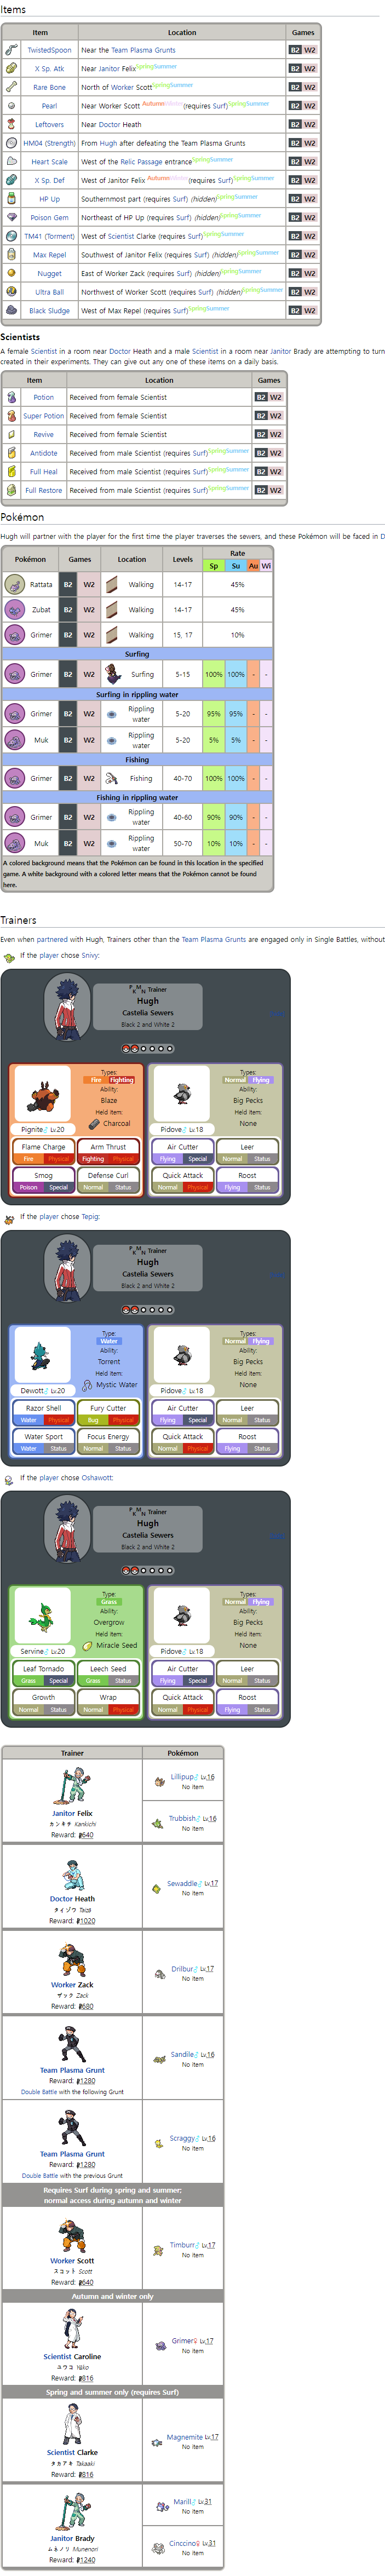 Items
Item Location Games
TwistedSpoon Near the Team Plasma Grunts B2 W2
X Sp. Atk Near Janitor Felix SpringSummer B2 W2
Rare Bone North of Worker Scott SpringSummer B2 W2
Pearl Near Worker Scott AutumnWinter (requires Surf) SpringSummer B2 W2
Leftovers Near Doctor Heath B2 W2
HM04 (Strength) From Hugh after defeating the Team Plasma Grunts B2 W2
Heart Scale West of the Relic Passage entrance SpringSummer B2 W2
X Sp. Def West of Janitor Felix AutumnWinter (requires Surf) SpringSummer B2 W2
HP Up Southernmost part (requires Surf) (hidden) SpringSummer B2 W2
Poison Gem Northeast of HP Up (requires Surf) (hidden) SpringSummer B2 W2
TM41 (Torment) West of Scientist Clarke (requires Surf) SpringSummer B2 W2
Max Repel Southwest of Janitor Felix (requires Surf) (hidden) SpringSummer B2 W2
Nugget East of Worker Zack (requires Surf) (hidden) SpringSummer B2 W2
Ultra Ball Northwest of Worker Scott (requires Surf) (hidden) SpringSummer B2 W2
Black Sludge West of Max Repel (requires Surf) SpringSummer B2 W2
Scientists
A female Scientist in a room near Doctor Heath and a male Scientist in a room near Janitor Brady are attempting to turn
created in their experiments. They can give out any one of these items on a daily basis.
Item Location Games
Potion Received from female Scientist B2 W2
Super Potion Received from female Scientist B2 W2
Revive Received from female Scientist B2 W2
Antidote Received from male Scientist (requires Surf) SpringSummer B2 W2
Full Heal Received from male Scientist (requires Surf) SpringSummer B2 W2
Full Restore Received from male Scientist (requires Surf) SpringSummer B2 W2
Pokémon
Hugh will partner with the player for the first time the player traverses the sewers, and these Pokémon will be faced in D
Pokémon Games Location Levels Rate
Sp Su Au Wi
Rattata B2 W2 Walking 14-17 45%
Zubat B2 W2 Walking 14-17 45%
Grimer B2 W2 Walking 15, 17 10%
Surfing
Grimer B2 W2 Surfing 5-15 100% 100% - -
Surfing in rippling water
Grimer B2 W2 Rippling water 5-20 95% 95% - -
Muk B2 W2 Rippling water 5-20 5% 5% - -
Fishing
Grimer B2 W2 Fishing 40-70 100% 100% - -
Fishing in rippling water
Grimer B2 W2 Rippling water 40-60 90% 90% - -
Muk B2 W2 Rippling water 50-70 10% 10% - -
A colored background means that the Pokémon can be found in this location in the specified
game. A white background with a colored letter means that the Pokémon cannot be found
here.
Trainers
Even when partnered with Hugh, Trainers other than the Team Plasma Grunts are engaged only in Single Battles, without
If the player chose Snivy:
PKMN Trainer
Hugh
Castelia Sewers
Black 2 and White 2
Types:
Fire Fighting
Ability:
Blaze
Held item:
Charcoal
Pignite♂ Lv.20
Flame Charge Arm Thrust
Fire Physical Fighting Physical
Smog Defense Curl
Poison Special Normal Status
Types:
Normal Flying
Ability:
Big Pecks
Held item:
None
Pidove♂ Lv.18
Air Cutter Leer
Flying Special Normal Status
Quick Attack Roost
Normal Physical Flying Status
If the player chose Tepig:
PKMN Trainer
Hugh
Castelia Sewers
Black 2 and White 2
Type:
Water
Ability:
Torrent
Held item:
Mystic Water
Dewott♂ Lv.20
Razor Shell Fury Cutter
Water Physical Bug Physical
Water Sport Focus Energy
Water Status Normal Status
Types:
Normal Flying
Ability:
Big Pecks
Held item:
None
Pidove♂ Lv.18
Air Cutter Leer
Flying Special Normal Status
Quick Attack Roost
Normal Physical Flying Status
If the player chose Oshawott:
PKMN Trainer
Hugh
Castelia Sewers
Black 2 and White 2
Type:
Grass
Ability:
Overgrow
Held item:
Miracle Seed
Servine♂ Lv.20
Leaf Tornado Leech Seed
Grass Special Grass Status
Growth Wrap
Normal Status Normal Physical
Types:
Normal Flying
Ability:
Big Pecks
Held item:
None
Pidove♂ Lv.18
Air Cutter Leer
Flying Special Normal Status
Quick Attack Roost
Normal Physical Flying Status
Trainer Pokémon
Janitor Felix
カンキチ Kankichi
Reward: 640
Lillipup♂ Lv.16
No item
Trubbish♂ Lv.16
No item
Doctor Heath
タイゾウ
Reward: 1020
Sewaddle♂ Lv.17
No item
Worker Zack
ザック Zack
Reward: 680
Drilbur♂ Lv.17
No item
Team Plasma Grunt
Reward: 1280
Double Battle with the following Grunt
Sandile♂ Lv.16
No item
Team Plasma Grunt
Reward: 1280
Double Battle with the previous Grunt
Scraggy♂ Lv.16
No item
Requires Surf during spring and summer;
normal access during autumn and winter
Worker Scott
スコット Scott
Reward: 640
Timburr♂ Lv.17
No item
Autumn and winter only
Scientist Caroline
ユウコ Yūko
Reward: 816
Grimer♀ Lv.17
No item
Spring and summer only (requires Surf)
Scientist Clarke
タカアキ Takaaki
Reward: 816
Magnemite Lv.17
No item
Janitor Brady
ムネノリ Munenori
Reward: 1240
Marill♂ Lv.31
No item
Cinccino♀ Lv.31
No item